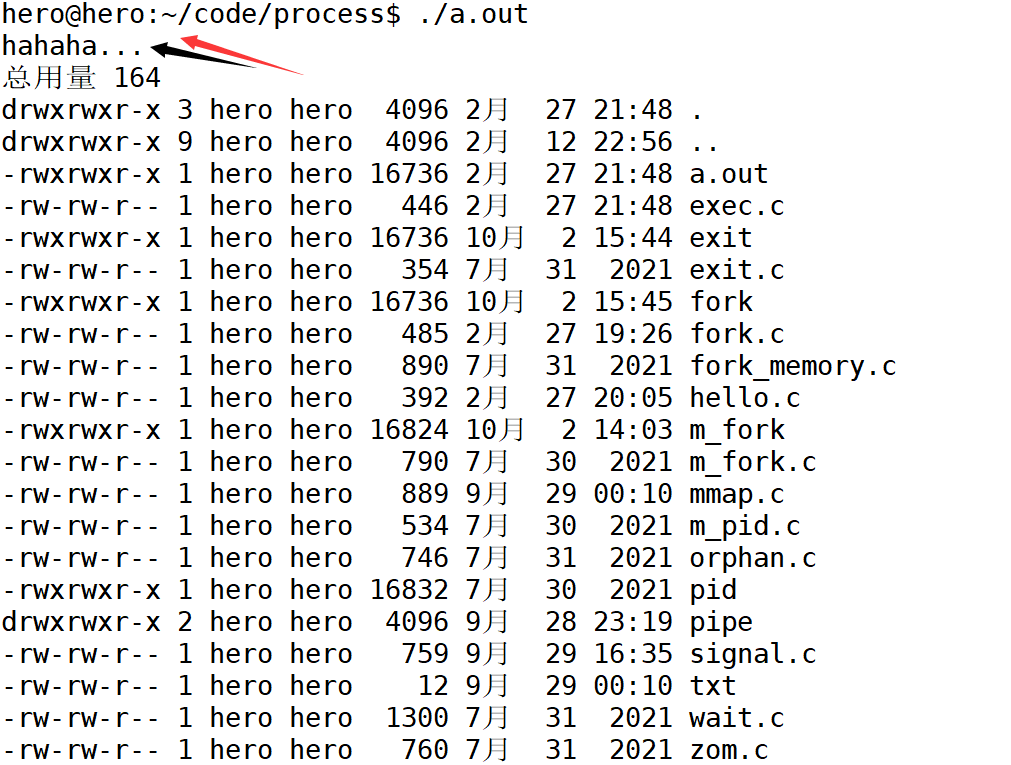 hero@hero:~/code/process$ ./a.out
hahaha...
总用量 164
drwxrwxr-x 3 hero hero  4096 2月  27 21:48 .
drwxrwxr-x 9 hero hero  4096 2月  12 22:56 ..
-rwxrwxr-x 1 hero hero 16736 2月  27 21:48 a.out
-rw-rw-r-- 1 hero hero   446 2月  27 21:48 exec.c
-rwxrwxr-x 1 hero hero 16736 10月  2 15:44 exit
-rw-rw-r-- 1 hero hero   354 7月  31  2021 exit.c
-rwxrwxr-x 1 hero hero 16736 10月  2 15:45 fork
-rw-rw-r-- 1 hero hero   485 2月  27 19:26 fork.c
-rw-rw-r-- 1 hero hero   890 7月  31  2021 fork_memory.c
-rw-rw-r-- 1 hero hero   392 2月  27 20:05 hello.c
-rwxrwxr-x 1 hero hero 16824 10月  2 14:03 m_fork
-rw-rw-r-- 1 hero hero   790 7月  30  2021 m_fork.c
-rw-rw-r-- 1 hero hero   889 9月  29 00:10 mmap.c
-rw-rw-r-- 1 hero hero   534 7月  30  2021 m_pid.c
-rw-rw-r-- 1 hero hero   746 7月  31  2021 orphan.c
-rwxrwxr-x 1 hero hero 16832 7月  30  2021 pid
drwxrwxr-x 2 hero hero  4096 9月  28 23:19 pipe
-rw-rw-r-- 1 hero hero   759 9月  29 16:35 signal.c
-rw-rw-r-- 1 hero hero    12 9月  29 00:10 txt
-rw-rw-r-- 1 hero hero  1300 7月  31  2021 wait.c
-rw-rw-r-- 1 hero hero   760 7月  31  2021 zom.c